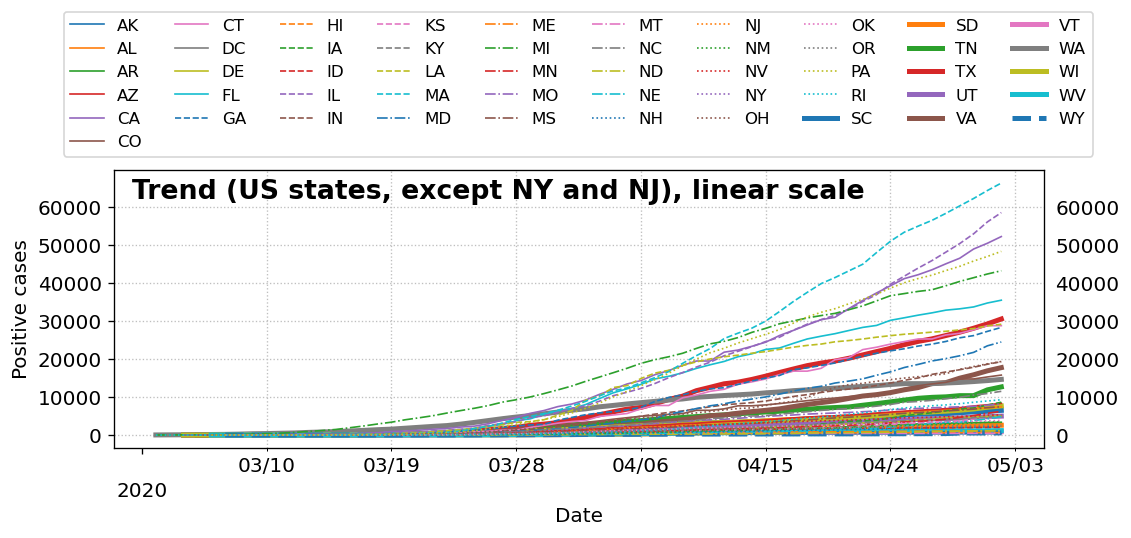 AK CT HI KS ME MT NJ OK SD VT
AL DC IA KY MI NC NM OR TN WA
AR DE ID LA MN ND NV PA TX WI
AZ FL IL MA MO NE NY RI UT WV
CA GA IN MD MS NH OH SC VA WY
CO
Trend (US states, except NY and NJ), linear scale
60000 60000
50000 50000
40000 40000
30000 30000
20000 20000
10000 10000
0 0
Positive cases
03/10 03/19 03/28 04/06 04/15 04/24 05/03
2020
Date